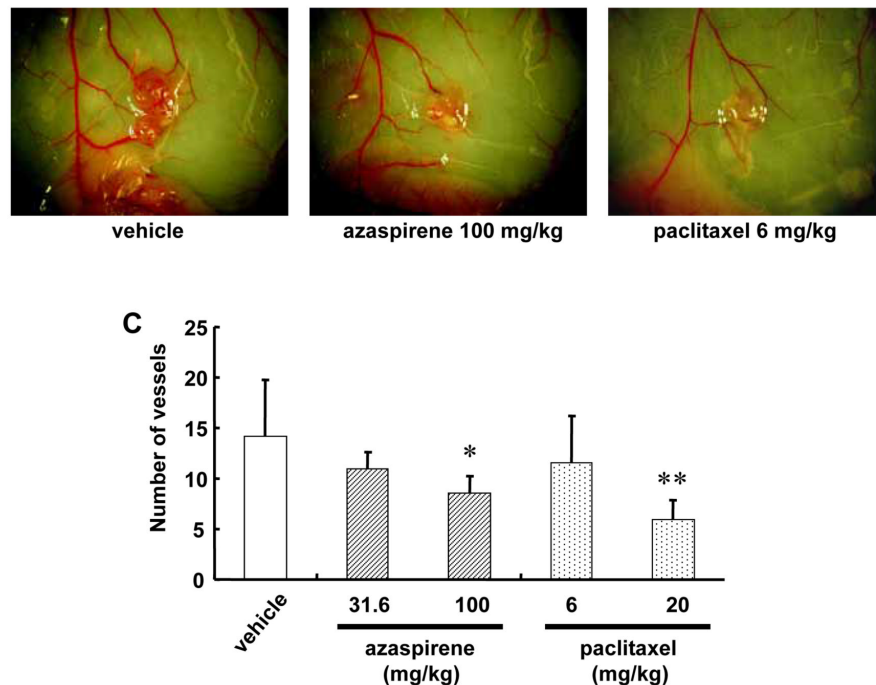 vehicle
azaspirene 100 mg/kg
paclitaxel 6 mg/kg
C
Number of vessels
25
20
15
10
5
0
*
**
vehicle
31.6
100
6
20
azaspirene
(mg/kg)
paclitaxel
(mg/kg)